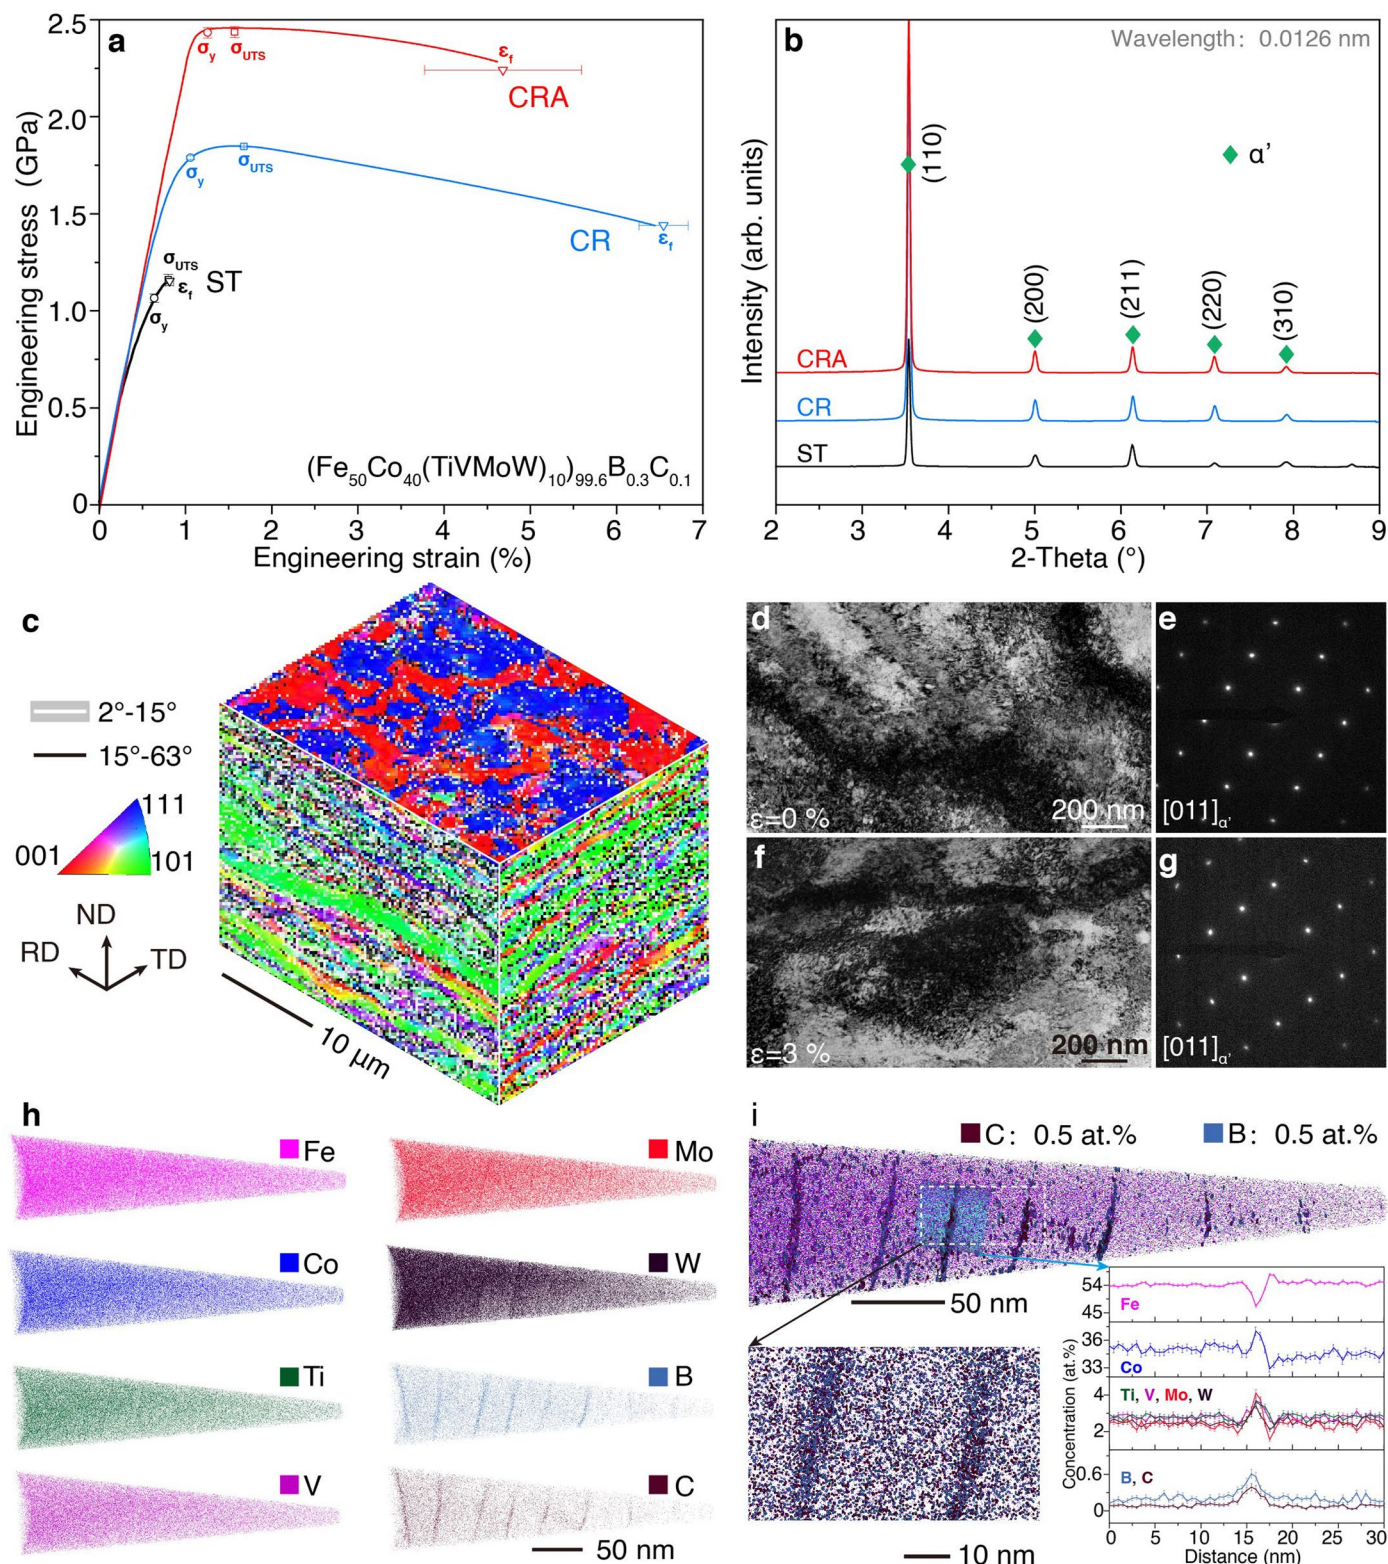 a
2.5
2.0
1.5
1.0
0.5
0
0 1 2 3 4 5 6 7
Engineering stress (GPa)
Engineering strain (%)
σy σUTS
εf
CRA
σy σUTS
CR
εf
σUTS
εf
ST
σy
(Fe50Co40(TiVMoW)10)99.6B0.3C0.1
b
Wavelength: 0.0126 nm
α’
(110)
(200)
(211)
(220)
(310)
CRA
CR
ST
Intensity (arb. units)
2 3 4 5 6 7 8 9
2-Theta (°)
c
2°-15°
15°-63°
111
001
101
ND
RD
TD
10 μm
d
ε=0 %
200 nm
e
[011]α’
f
ε=3 %
200 nm
g
[011]α’
h
Fe
Mo
Co
W
Ti
B
V
C
50 nm
i
C: 0.5 at.%
B: 0.5 at.%
50 nm
10 nm
Concentration (at.%)
54
45
Fe
36
33
Co
4
2
Ti, V, Mo, W
0.6
0
B, C
0 5 10 15 20 25 30
Distance (nm)